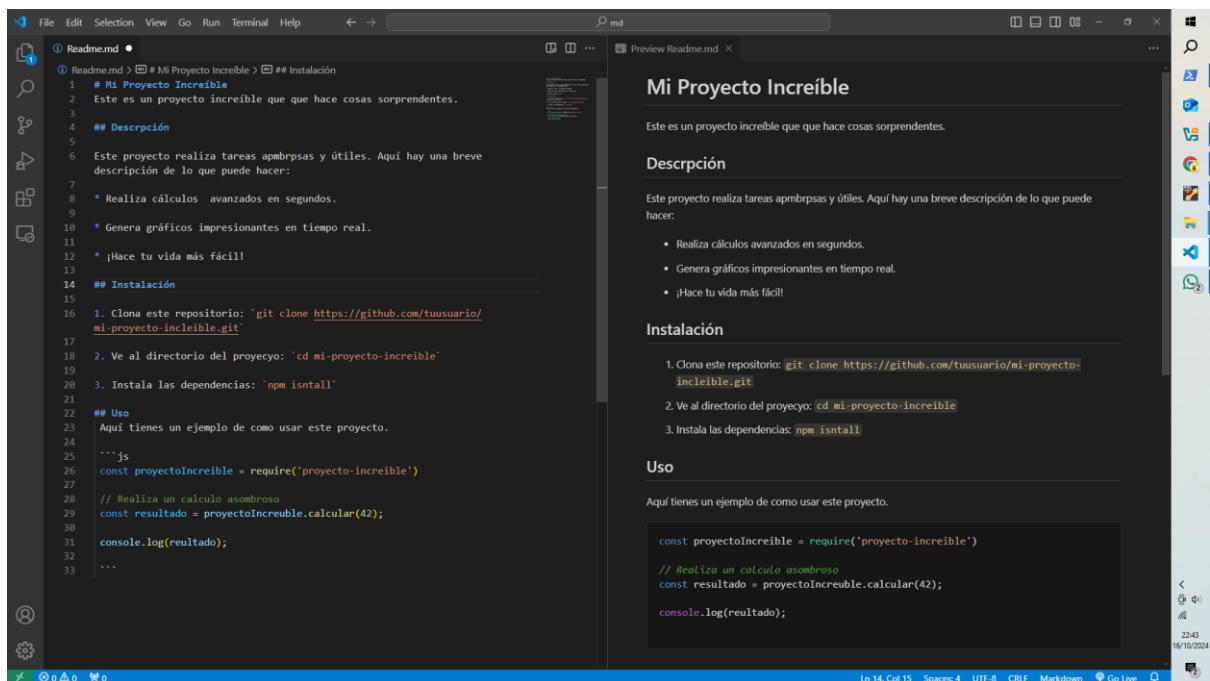 File Edit Selection View Go Run Terminal Help
md
Readme.md
Readme.md > # Mi Proyecto Increíble > ## Instalación
1 # Mi Proyecto Increíble
2 Este es un proyecto increíble que que hace cosas sorprendentes.
3
4 ## Descrpción
5
6 Este proyecto realiza tareas apmbrpsas y útiles. Aquí hay una breve
descripción de lo que puede hacer:
7
8 * Realiza cálculos  avanzados en segundos.
9
10 * Genera gráficos impresionantes en tiempo real.
11
12 * ¡Hace tu vida más fácil!
13
14 ## Instalación
15
16 1. Clona este repositorio: `git clone https://github.com/tuusuario/
mi-proyecto-incleible.git`
17
18 2. Ve al directorio del proyecyo: `cd mi-proyecto-increible`
19
20 3. Instala las dependencias: `npm isntall`
21
22 ## Uso
23 Aquí tienes un ejemplo de como usar este proyecto.
24
25 ```js
26 const proyectoIncreible = require('proyecto-increible')
27
28 // Realiza un calculo asombroso
29 const resultado = proyectoIncreuble.calcular(42);
30
31 console.log(reultado);
32
33 ```
Preview Readme.md
Mi Proyecto Increíble
Este es un proyecto increíble que que hace cosas sorprendentes.
Descrpción
Este proyecto realiza tareas apmbrpsas y útiles. Aquí hay una breve descripción de lo que puede
hacer:
• Realiza cálculos avanzados en segundos.
• Genera gráficos impresionantes en tiempo real.
• ¡Hace tu vida más fácil!
Instalación
1. Clona este repositorio: git clone https://github.com/tuusuario/mi-proyecto-
incleible.git
2. Ve al directorio del proyecyo: cd mi-proyecto-increible
3. Instala las dependencias: npm isntall
Uso
Aquí tienes un ejemplo de como usar este proyecto.
const proyectoIncreible = require('proyecto-increible')
// Realiza un calculo asombroso
const resultado = proyectoIncreuble.calcular(42);
console.log(reultado);
0 0 0
Ln 14, Col 15 Spaces: 4 UTF-8 CRLF Markdown Go Live
22:43
16/10/2024